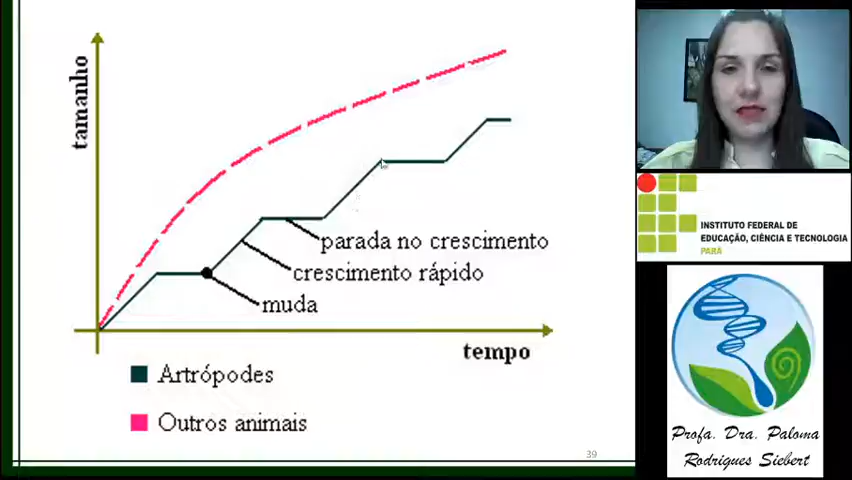 tamanho
parada no crescimento
crescimento rápido
muda
tempo
Artrópodes
Outros animais
39
INSTITUTO FEDERAL DE
EDUCAÇÃO, CIÊNCIA E TECNOLOGIA
PARÁ
Profa. Dra. Paloma
Rodrigues Siebert